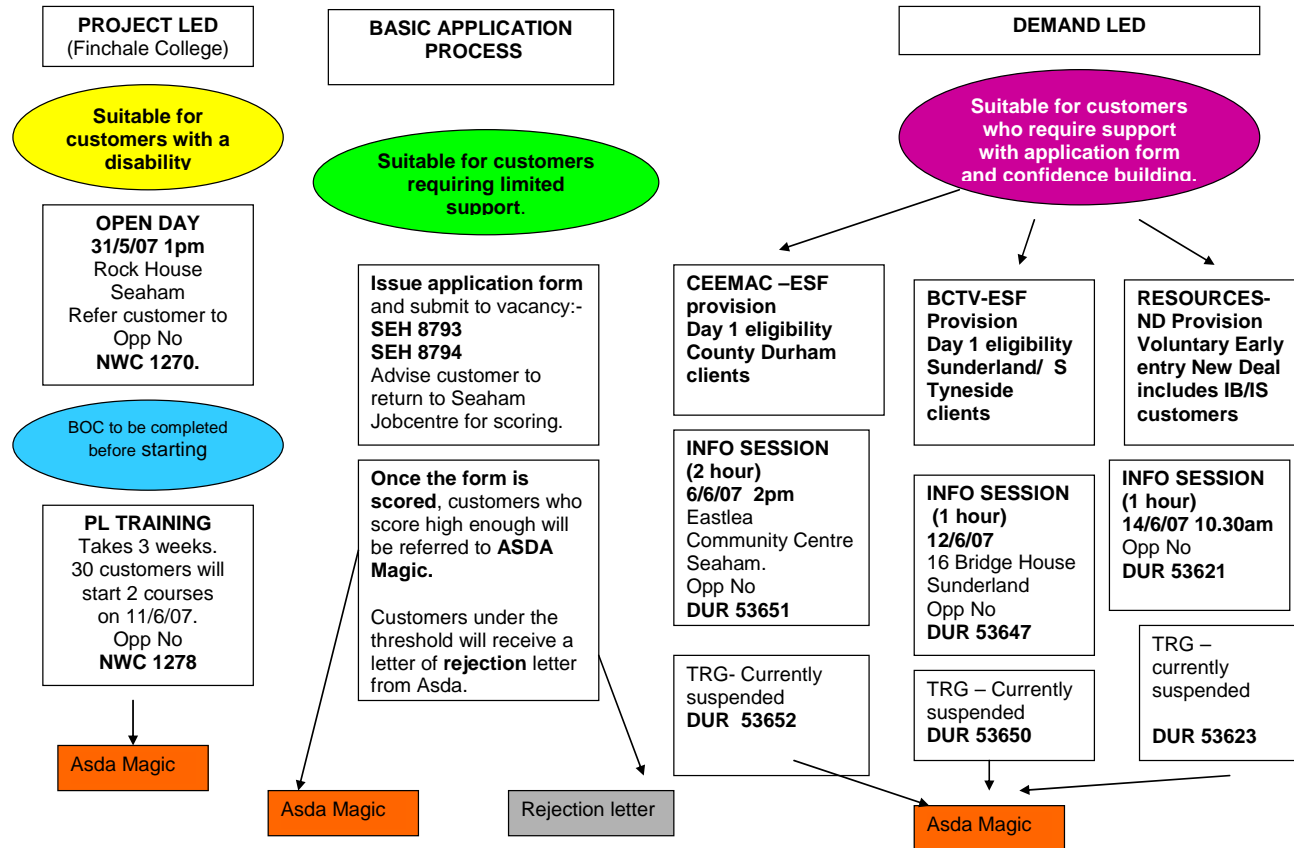 PROJECT LED
(Finchale College)
Suitable for
customers with a
disability
OPEN DAY
31/5/07 1pm
Rock House
Seaham
Refer customer to
Opp No
NWC 1270.
BOC to be completed
before starting
PL TRAINING
Takes 3 weeks.
30 customers will
start 2 courses
on 11/6/07.
Opp No
NWC 1278
Asda Magic
BASIC APPLICATION
PROCESS
Suitable for customers
requiring limited
support.
Issue application form
and submit to vacancy:-
SEH 8793
SEH 8794
Advise customer to
return to Seaham
Jobcentre for scoring.
Once the form is
scored, customers who
score high enough will
be referred to ASDA
Magic.
Customers under the
threshold will receive a
letter of rejection letter
from Asda.
Asda Magic
Rejection letter
DEMAND LED
Suitable for customers
who require support
with application form
and confidence building.
CEEMAC –ESF
provision
Day 1 eligibility
County Durham
clients
INFO SESSION
(2 hour)
6/6/07 2pm
Eastlea
Community Centre
Seaham.
Opp No
DUR 53651
TRG- Currently
suspended
DUR 53652
BCTV-ESF
Provision
Day 1 eligibility
Sunderland/ S
Tyneside
clients
INFO SESSION
(1 hour)
12/6/07
16 Bridge House
Sunderland
Opp No
DUR 53647
TRG – Currently
suspended
DUR 53650
RESOURCES-
ND Provision
Voluntary Early
entry New Deal
includes IB/IS
customers
INFO SESSION
(1 hour)
14/6/07 10.30am
Opp No
DUR 53621
TRG –
currently
suspended
DUR 53623
Asda Magic